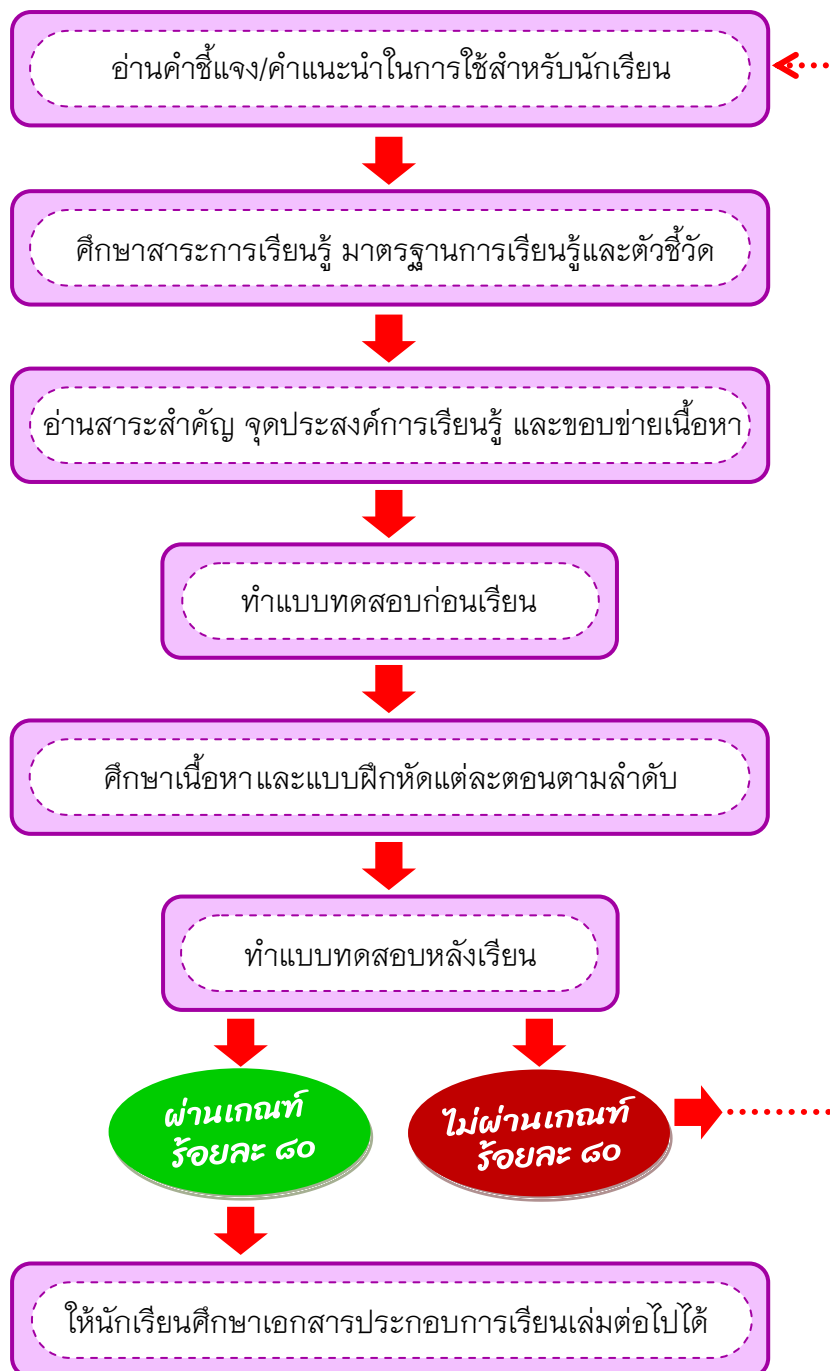 อ่านคำชี้แจง/คำแนะนำในการใช้สำหรับนักเรียน
ศึกษาสาระการเรียนรู้ มาตรฐานการเรียนรู้และตัวชี้วัด
อ่านสาระสำคัญ จุดประสงค์การเรียนรู้ และขอบข่ายเนื้อหา
ทำแบบทดสอบก่อนเรียน
ศึกษาเนื้อหาและแบบฝึกหัดแต่ละตอนตามลำดับ
ทำแบบทดสอบหลังเรียน
ผ่านเกณฑ์
ร้อยละ ๘๐
ไม่ผ่านเกณฑ์
ร้อยละ ๘๐
ให้นักเรียนศึกษาเอกสารประกอบการเรียนเล่มต่อไปได้